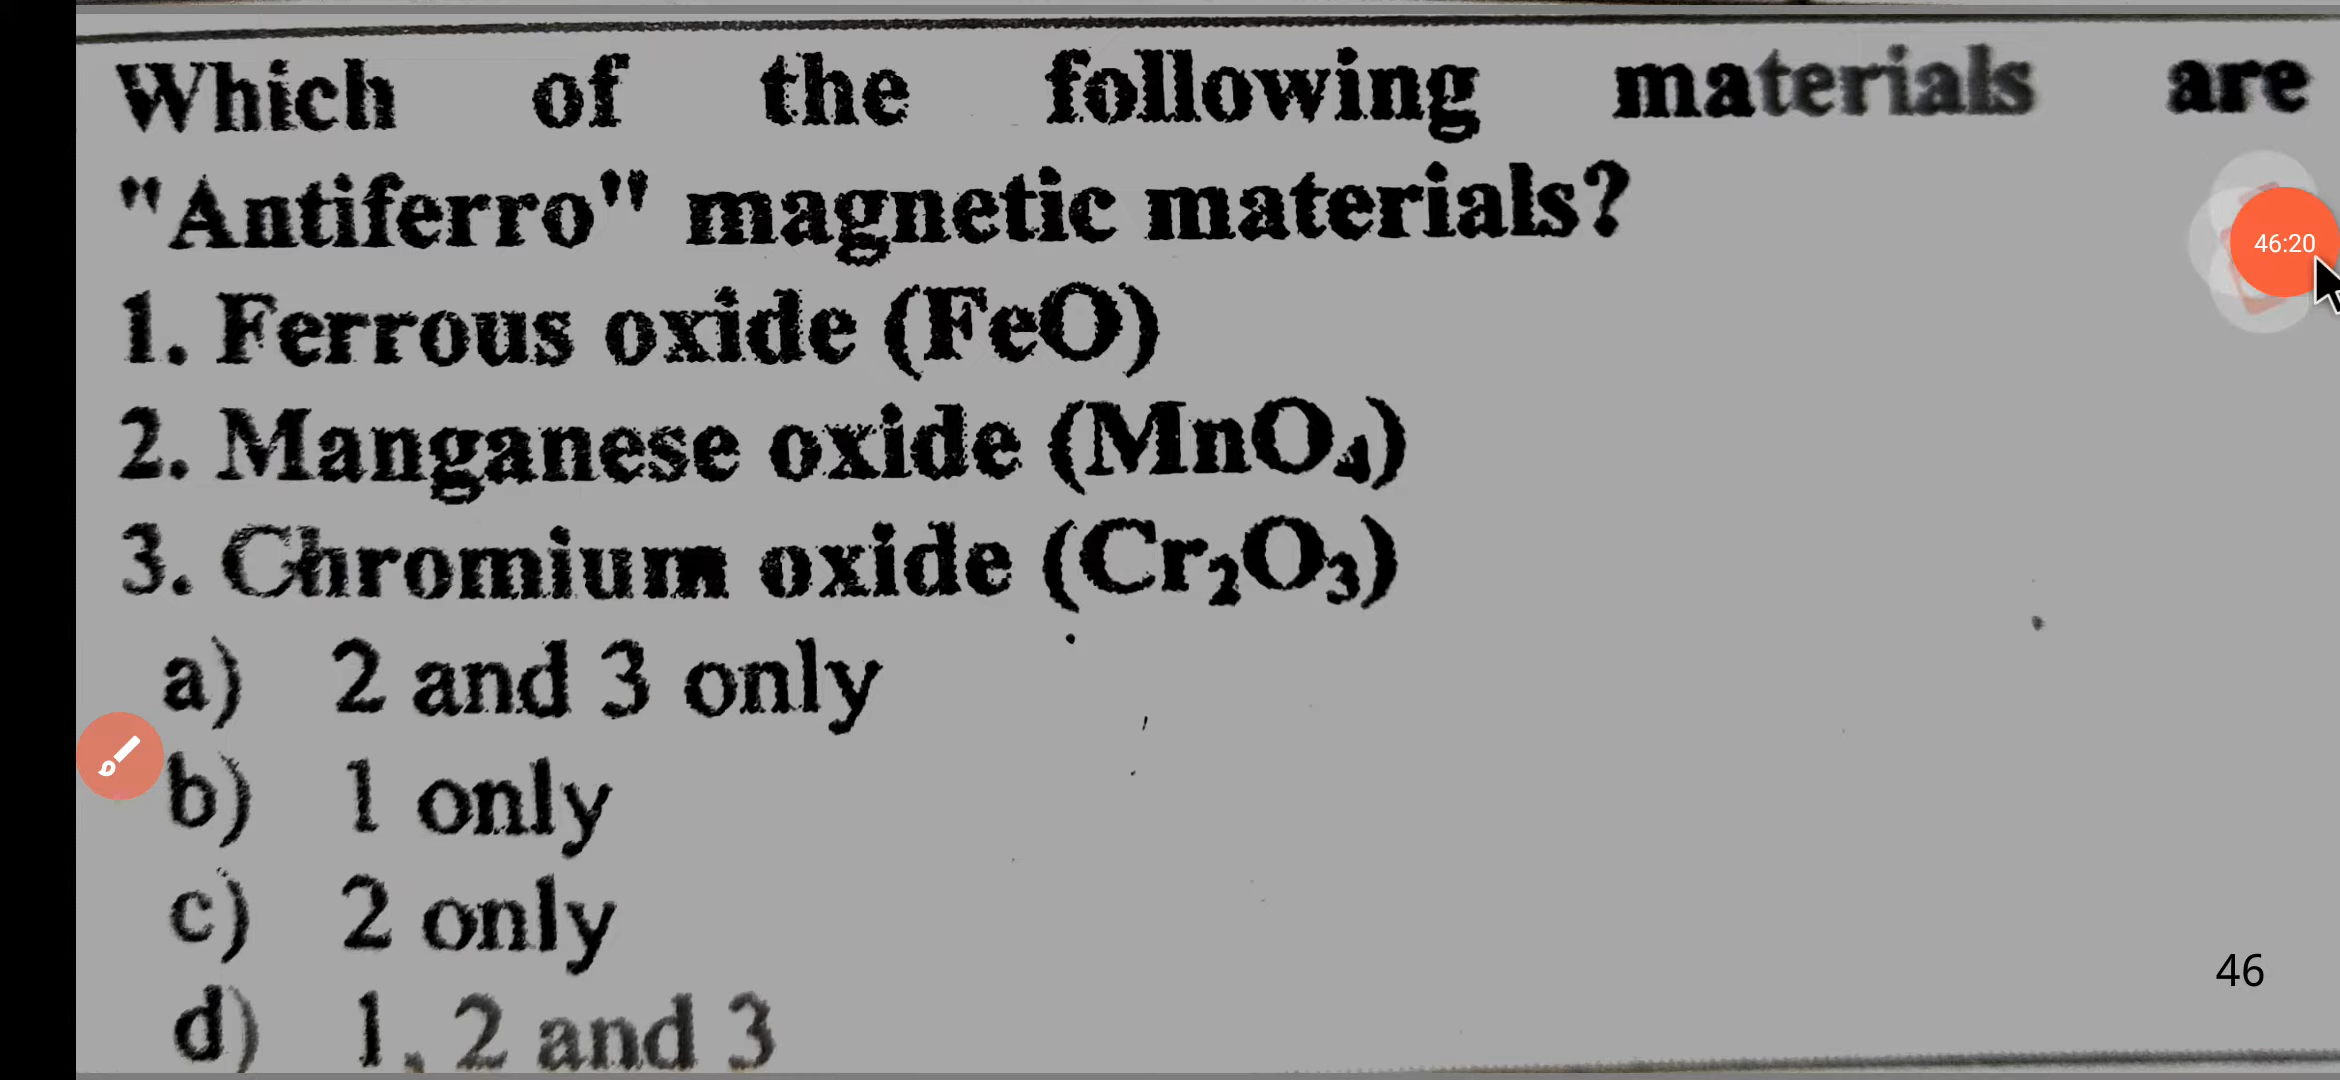 Which of the following materials are
"Antiferro" magnetic materials?
46:20
1. Ferrous oxide (FeO)
2. Manganese oxide (MnO₄)
3. Chromium oxide (Cr₂O₃)
a) 2 and 3 only
b) 1 only
c) 2 only
46
d) 1, 2 and 3